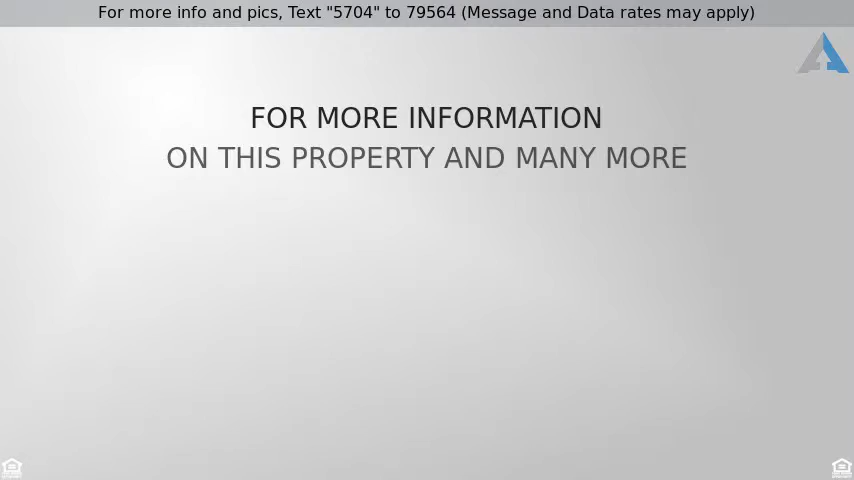 For more info and pics, Text "5704" to 79564 (Message and Data rates may apply)
FOR MORE INFORMATION
ON THIS PROPERTY AND MANY MORE